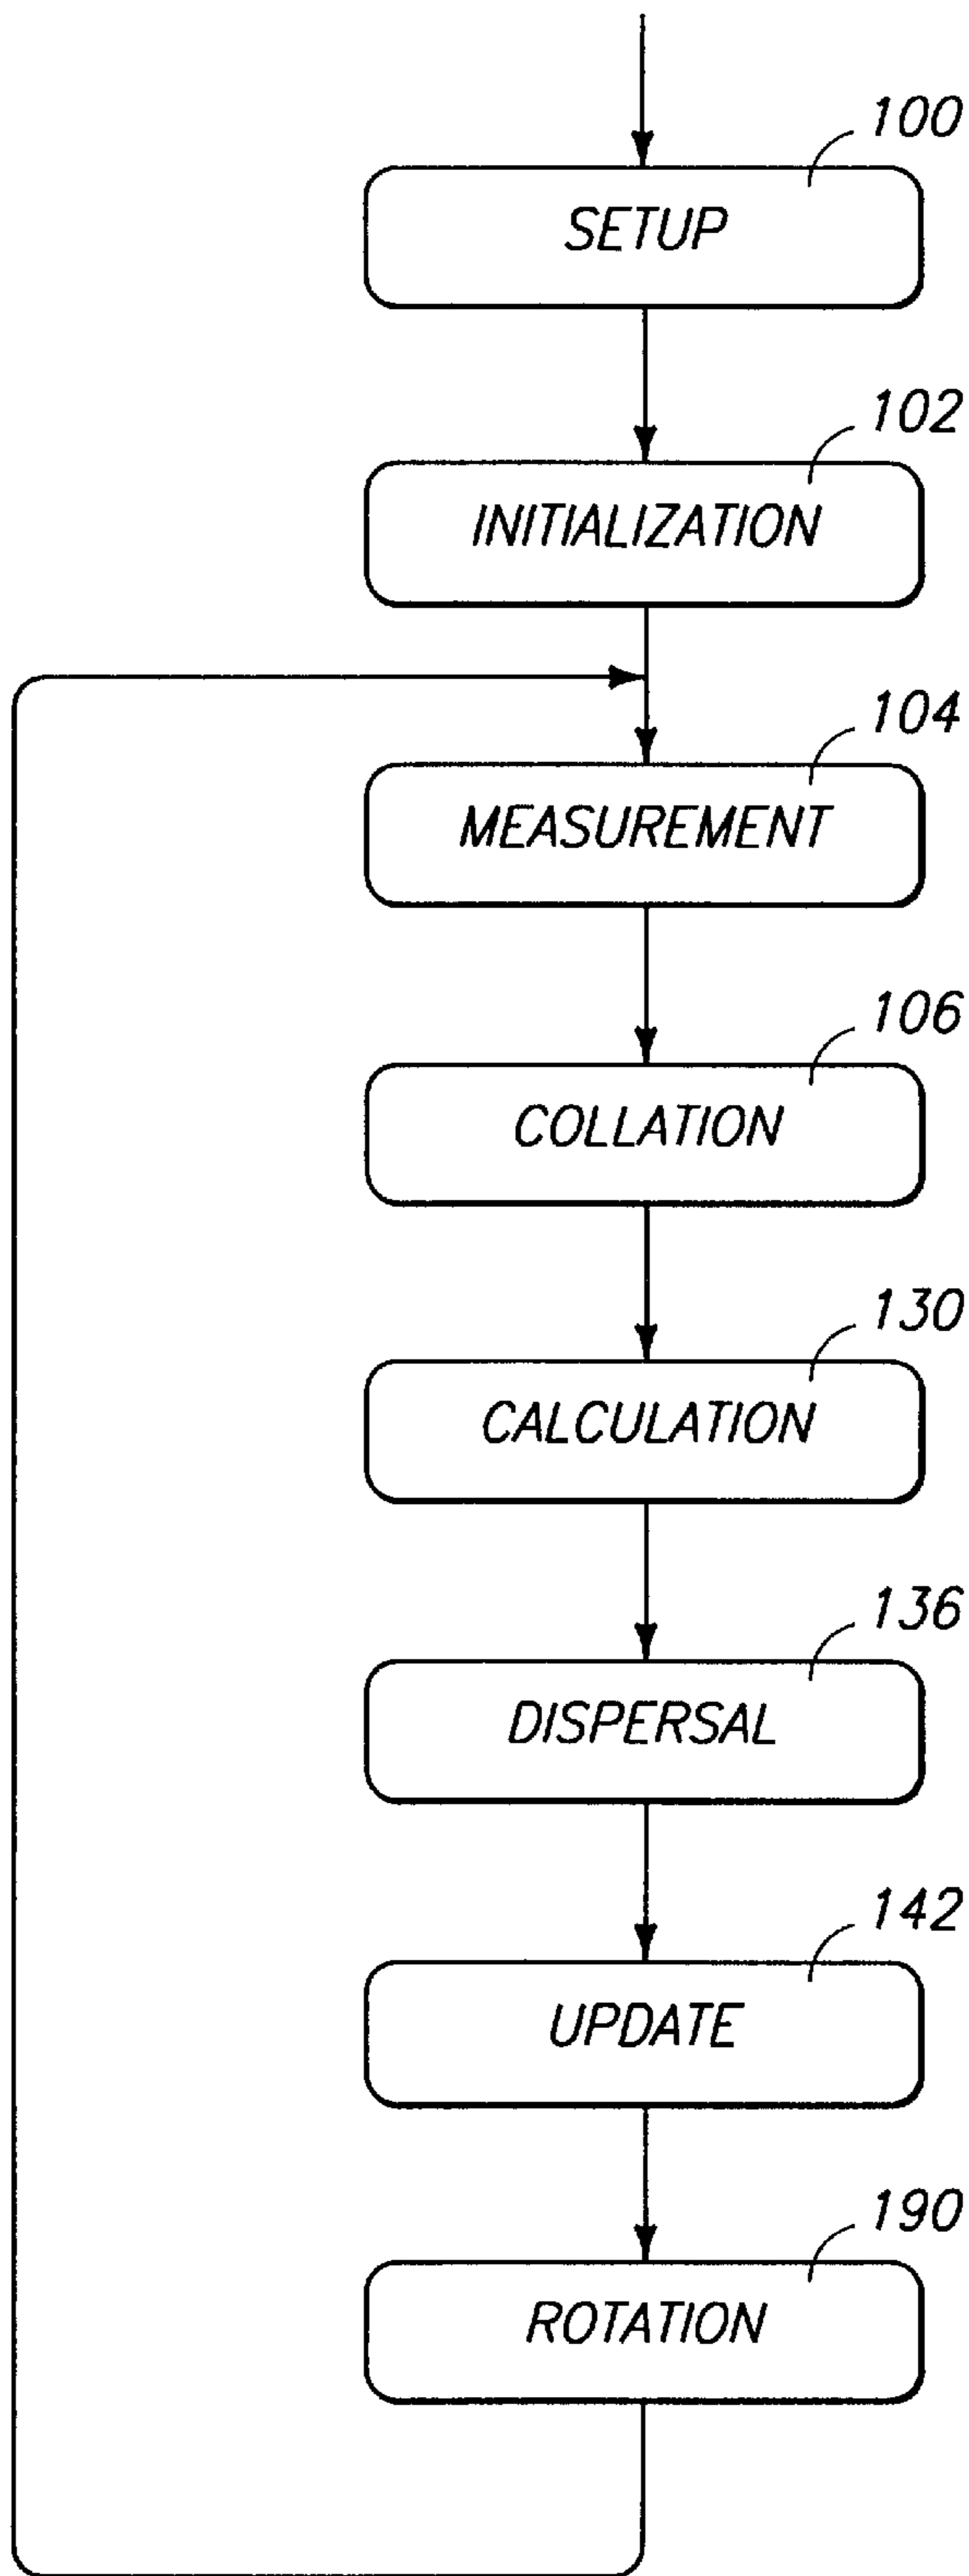 100
SETUP
102
INITIALIZATION
104
MEASUREMENT
106
COLLATION
130
CALCULATION
136
DISPERSAL
142
UPDATE
190
ROTATION